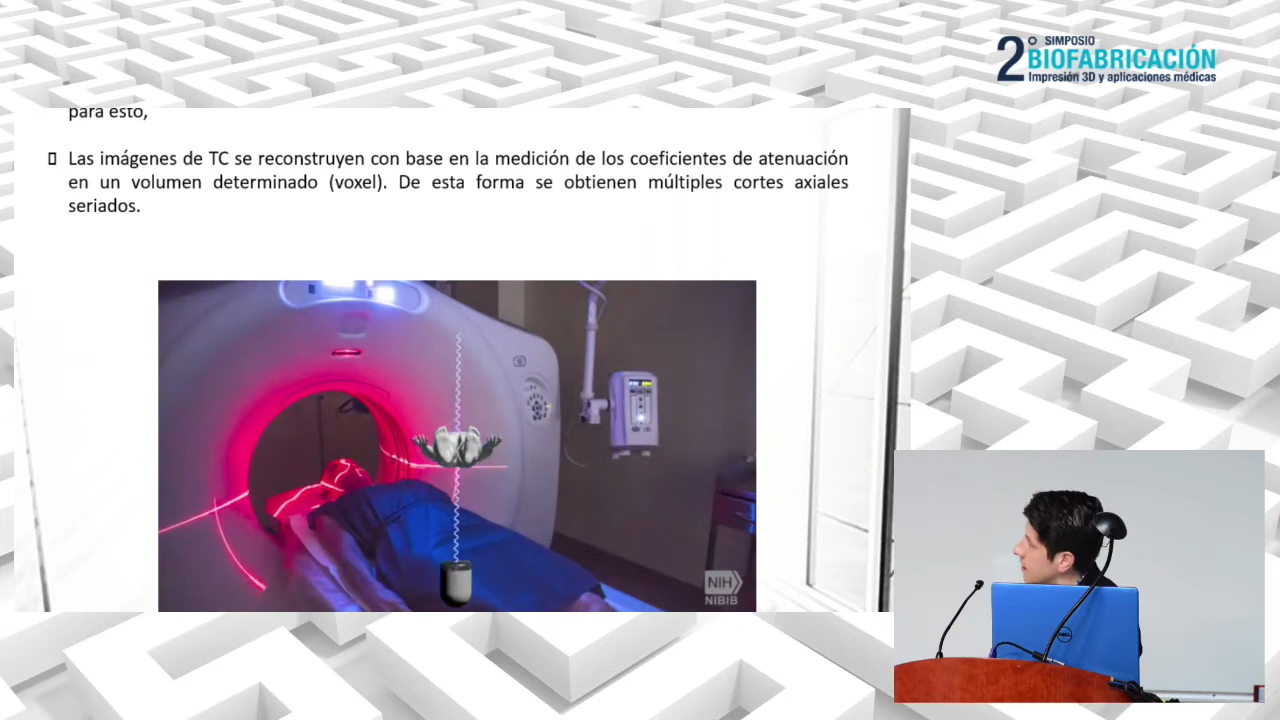 2° SIMPOSIO
BIOFABRICACIÓN
Impresión 3D y aplicaciones médicas
para esto,
Las imágenes de TC se reconstruyen con base en la medición de los coeficientes de atenuación
en un volumen determinado (voxel). De esta forma se obtienen múltiples cortes axiales
seriados.
NIH
NIBIB
DELL